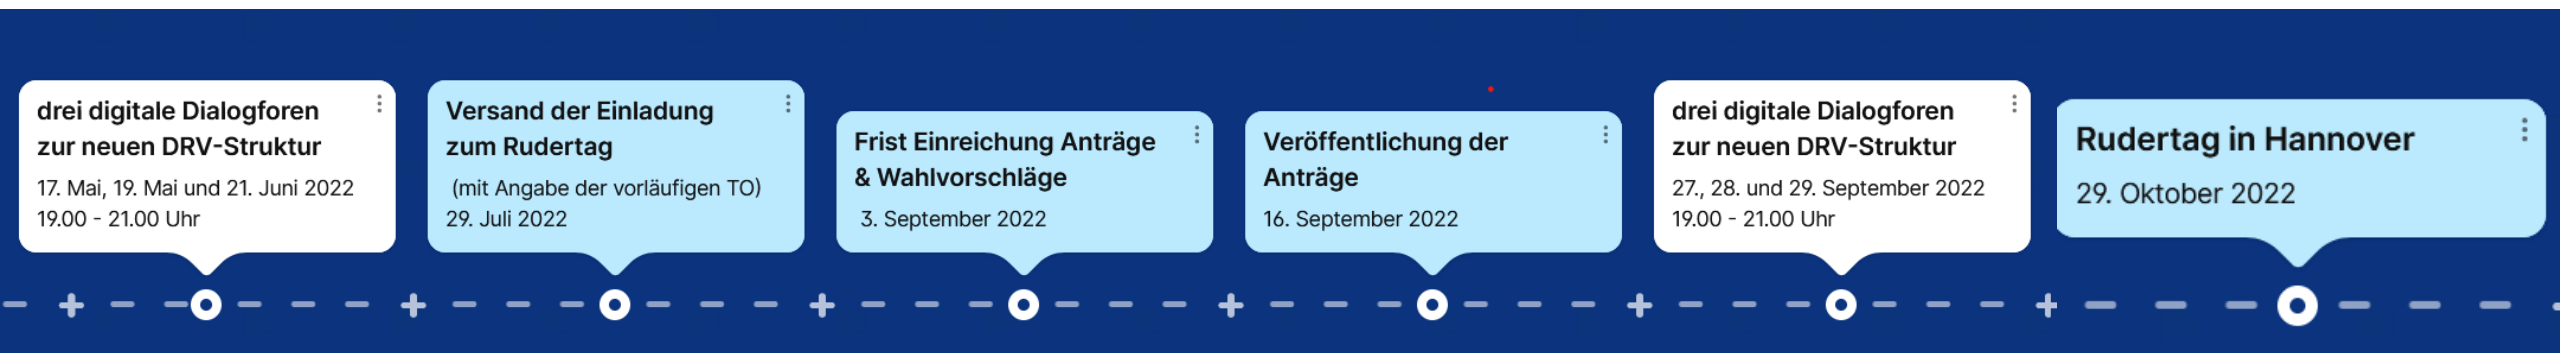 drei digitale Dialogforen
zur neuen DRV-Struktur
17. Mai, 19. Mai und 21. Juni 2022
19.00 - 21.00 Uhr
Versand der Einladung
zum Rudertag
(mit Angabe der vorläufigen TO)
29. Juli 2022
Frist Einreichung Anträge
& Wahlvorschläge
3. September 2022
Veröffentlichung der
Anträge
16. September 2022
drei digitale Dialogforen
zur neuen DRV-Struktur
27., 28. und 29. September 2022
19.00 - 21.00 Uhr
Rudertag in Hannover
29. Oktober 2022